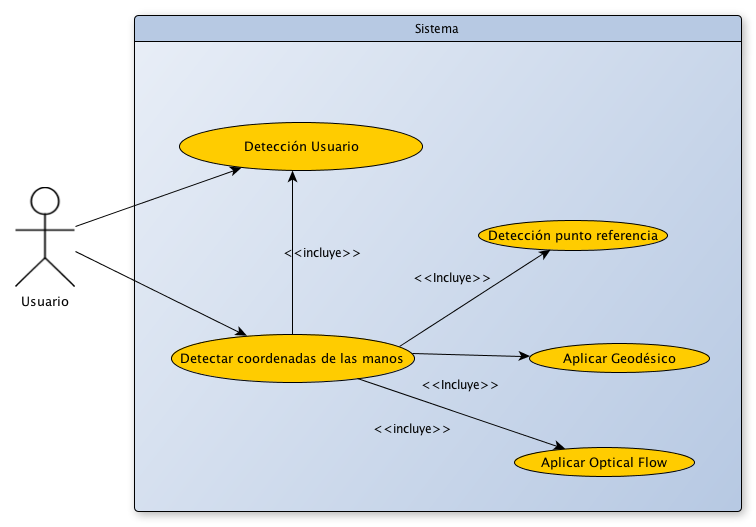 Sistema
Detección Usuario
Detección punto referencia
<<incluye>>
<<Incluye>>
Usuario
Detectar coordenadas de las manos
Aplicar Geodésico
<<Incluye>>
<<incluye>>
Aplicar Optical Flow